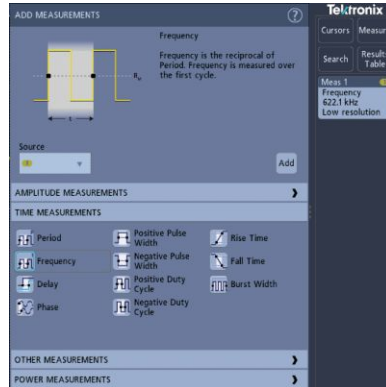 ADD MEASUREMENTS
?
Frequency
Frequency is the reciprocal of
Period. Frequency is measured over
the first cycle.
Source
Add
AMPLITUDE MEASUREMENTS
TIME MEASUREMENTS
Period
Frequency
Delay
Phase
Positive Pulse
Width
Negative Pulse
Width
Positive Duty
Cycle
Negative Duty
Cycle
Rise Time
Fall Time
Burst Width
OTHER MEASUREMENTS
POWER MEASUREMENTS
Tektronix
Cursors
Measur
Search
Result
Table
Meas 1
Frequency
622.1 kHz
Low resolution